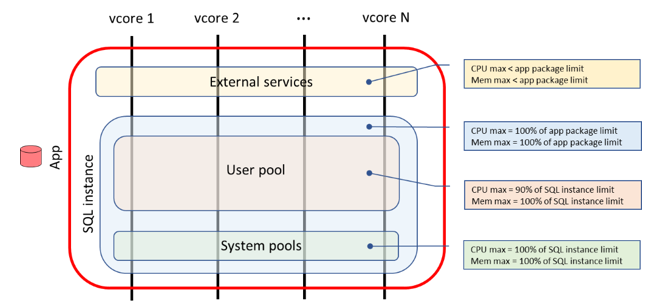 vcore 1
vcore 2
...
vcore N
External services
CPU max < app package limit
Mem max < app package limit
App
SQL instance
CPU max = 100% of app package limit
Mem max = 100% of app package limit
User pool
CPU max = 90% of SQL instance limit
Mem max = 100% of SQL instance limit
System pools
CPU max = 100% of SQL instance limit
Mem max = 100% of SQL instance limit